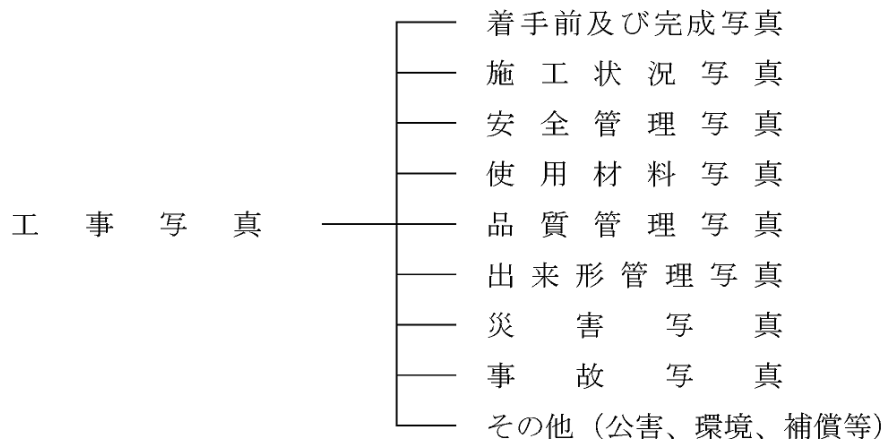 着手前及び完成写真
施工状況写真
安全管理写真
使用材料写真
工事写真
品質管理写真
出来形管理写真
災害写真
事故写真
その他（公害、環境、補償等）